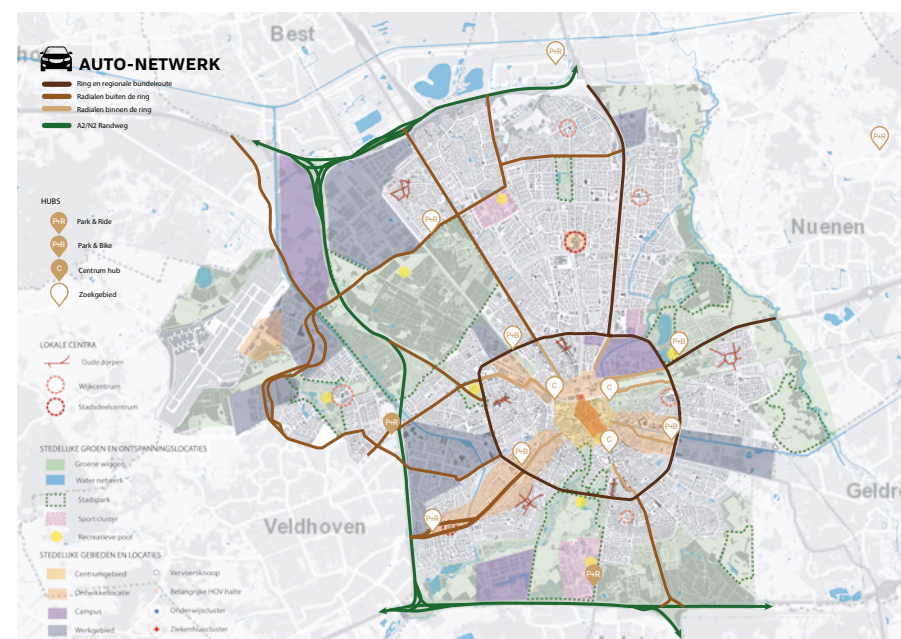 Best
P+R
AUTO-NETWERK
Ring en regionale bundelroute
Radialen buiten de ring
Radialen binnen de ring
A2/N2 Randweg
P+R
HUBS
P+R Park & Ride
P+B Park & Bike
C Centrum hub
Zoekgebied
P+R
Nuenen
LOKALE CENTRA
Oude dorpen
Wijkcentrum
Stadsdeelcentrum
P+B
P+B
C
C
P+R
P+B
C
P+B
STEDELIJKE GROEN EN ONTSPANNINGSLOCATIES
Groene wiggen
Water netwerk
Stadspark
Sport cluster
Recreatieve pool
Geldro
Veldhoven
P+R
STEDELIJKE GEBIEDEN EN LOCATIES
Centrumgebied
Ontwikkellocatie
Campus
Werkgebied
Vervoersknoop
Belangrijke HOV halte
Onderwijscluster
Ziekenhuiscluster
P+R